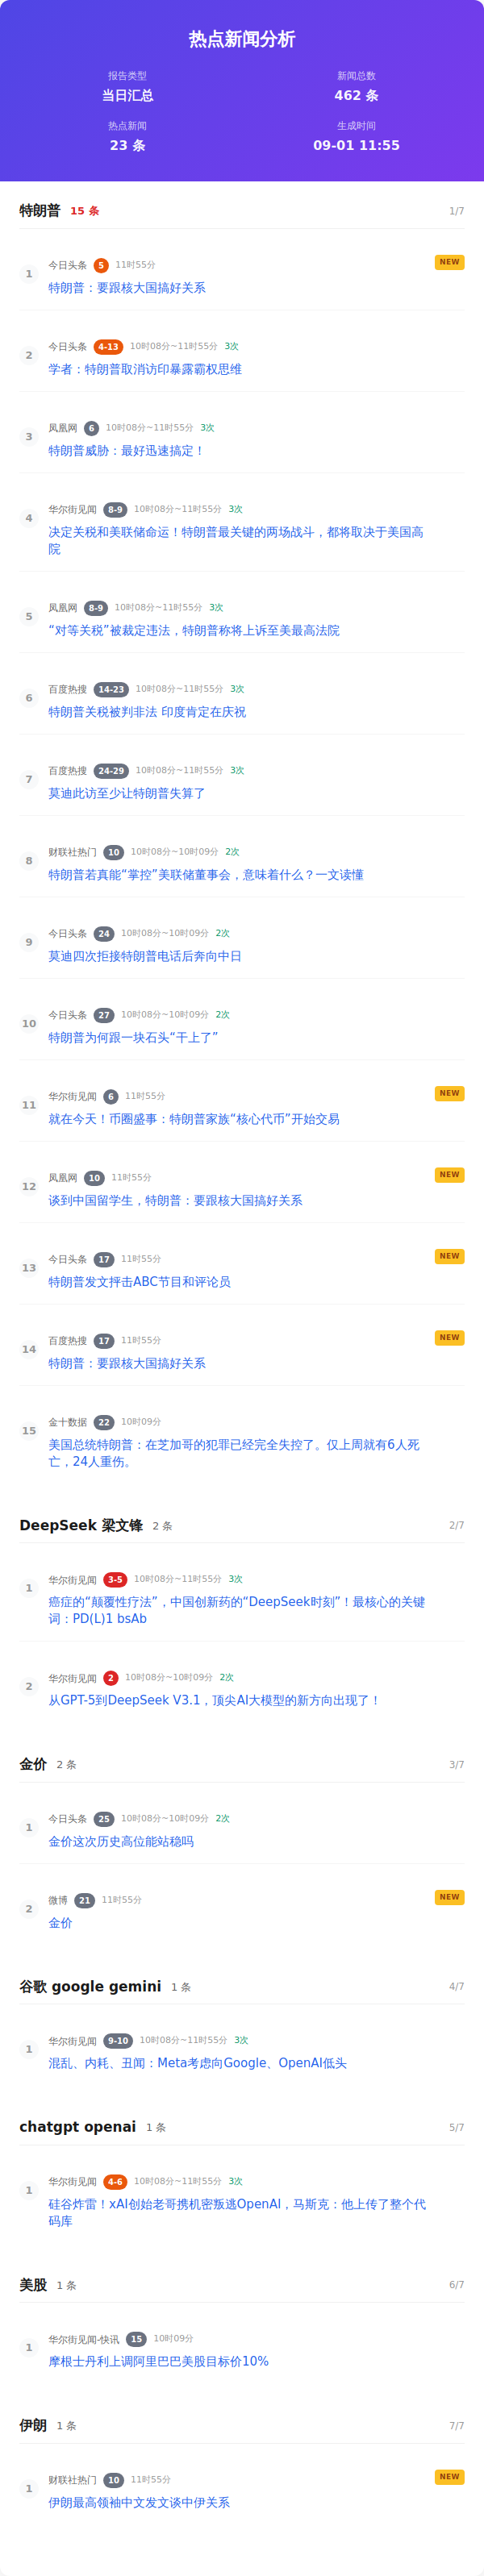 热点新闻分析
报告类型
新闻总数
当日汇总
462 条
热点新闻
生成时间
23 条
09-01 11:55
特朗普 15 条 1/7
1 今日头条 5 11时55分 NEW
特朗普：要跟核大国搞好关系
2 今日头条 4-13 10时08分~11时55分 3次
学者：特朗普取消访印暴露霸权思维
3 凤凰网 6 10时08分~11时55分 3次
特朗普威胁：最好迅速搞定！
4 华尔街见闻 8-9 10时08分~11时55分 3次
决定关税和美联储命运！特朗普最关键的两场战斗，都将取决于美国高
院
5 凤凰网 8-9 10时08分~11时55分 3次
“对等关税”被裁定违法，特朗普称将上诉至美最高法院
6 百度热搜 14-23 10时08分~11时55分 3次
特朗普关税被判非法 印度肯定在庆祝
7 百度热搜 24-29 10时08分~11时55分 3次
莫迪此访至少让特朗普失算了
8 财联社热门 10 10时08分~10时09分 2次
特朗普若真能“掌控”美联储董事会，意味着什么？一文读懂
9 今日头条 24 10时08分~10时09分 2次
莫迪四次拒接特朗普电话后奔向中日
10 今日头条 27 10时08分~10时09分 2次
特朗普为何跟一块石头“干上了”
11 华尔街见闻 6 11时55分 NEW
就在今天！币圈盛事：特朗普家族“核心代币”开始交易
12 凤凰网 10 11时55分 NEW
谈到中国留学生，特朗普：要跟核大国搞好关系
13 今日头条 17 11时55分 NEW
特朗普发文抨击ABC节目和评论员
14 百度热搜 17 11时55分 NEW
特朗普：要跟核大国搞好关系
15 金十数据 22 10时09分
美国总统特朗普：在芝加哥的犯罪已经完全失控了。仅上周就有6人死
亡，24人重伤。
DeepSeek 梁文锋 2 条 2/7
1 华尔街见闻 3-5 10时08分~11时55分 3次
癌症的“颠覆性疗法”，中国创新药的“DeepSeek时刻”！最核心的关键
词：PD(L)1 bsAb
2 华尔街见闻 2 10时08分~10时09分 2次
从GPT-5到DeepSeek V3.1，顶尖AI大模型的新方向出现了！
金价 2 条 3/7
1 今日头条 25 10时08分~10时09分 2次
金价这次历史高位能站稳吗
2 微博 21 11时55分 NEW
金价
谷歌 google gemini 1 条 4/7
1 华尔街见闻 9-10 10时08分~11时55分 3次
混乱、内耗、丑闻：Meta考虑向Google、OpenAI低头
chatgpt openai 1 条 5/7
1 华尔街见闻 4-6 10时08分~11时55分 3次
硅谷炸雷！xAI创始老哥携机密叛逃OpenAI，马斯克：他上传了整个代
码库
美股 1 条 6/7
1 华尔街见闻-快讯 15 10时09分
摩根士丹利上调阿里巴巴美股目标价10%
伊朗 1 条 7/7
1 财联社热门 10 11时55分 NEW
伊朗最高领袖中文发文谈中伊关系